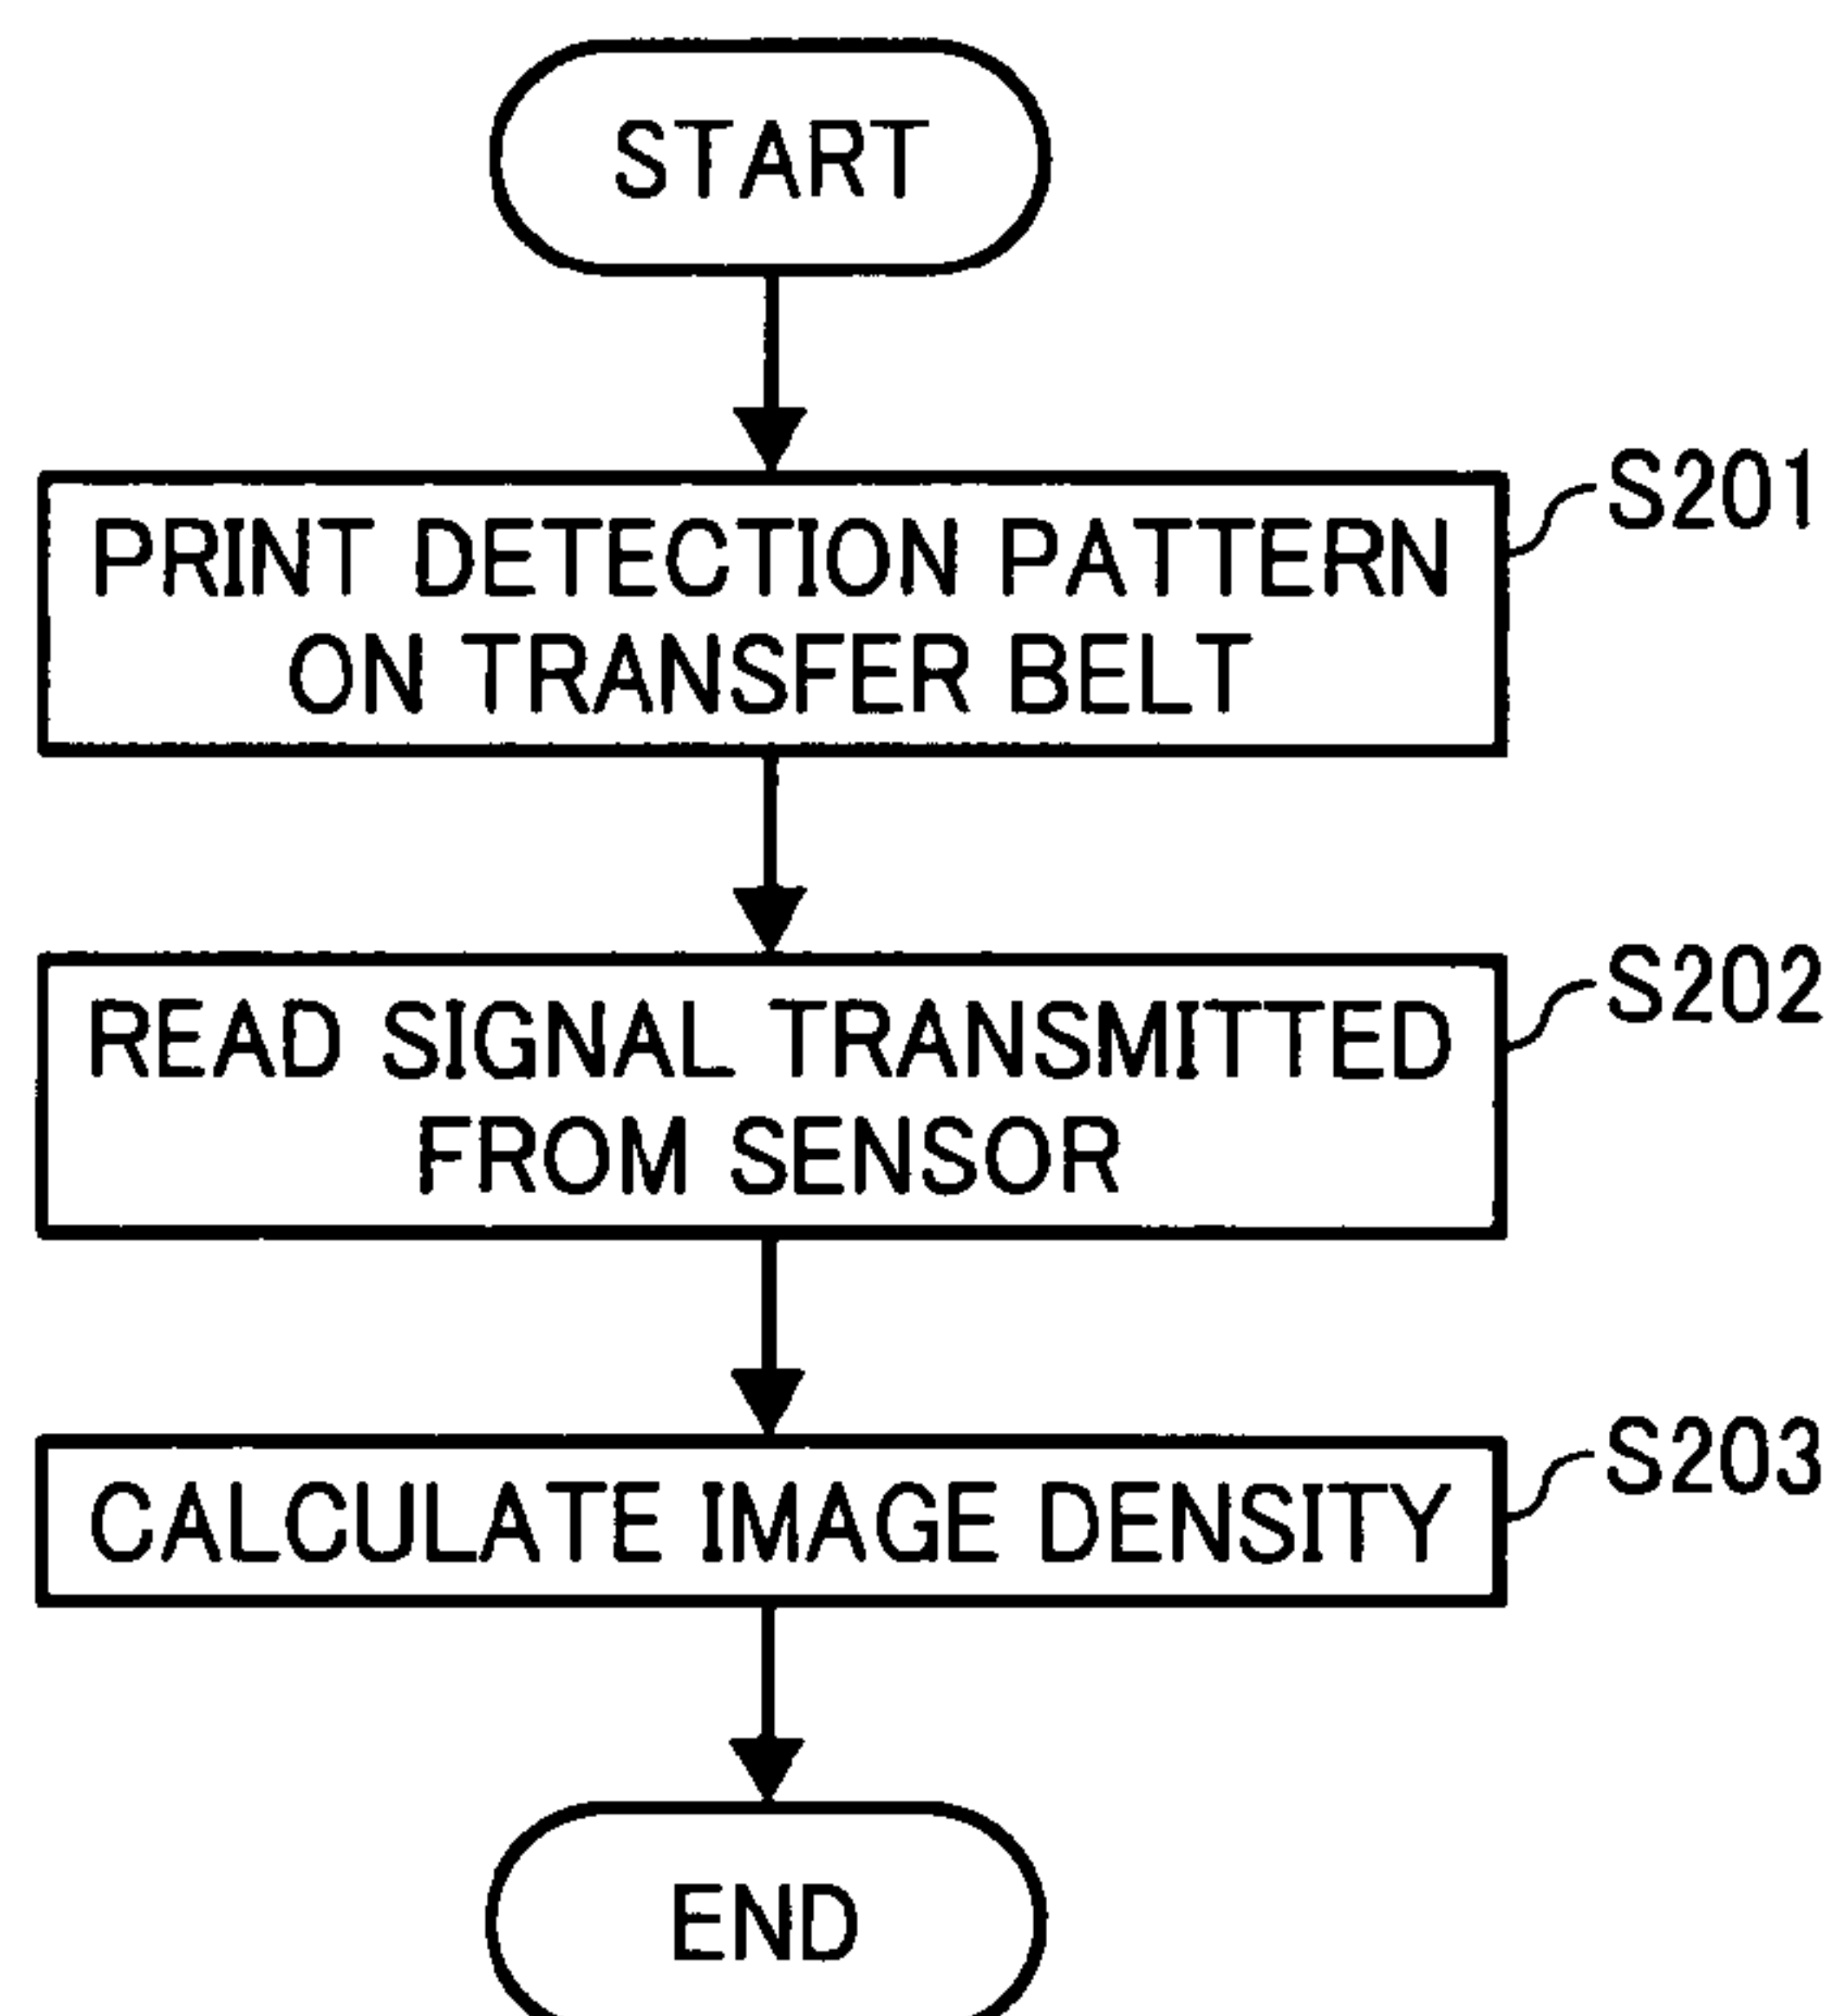 START
S201
PRINT DETECTION PATTERN
ON TRANSFER BELT
S202
READ SIGNAL TRANSMITTED
FROM SENSOR
S203
CALCULATE IMAGE DENSITY
END